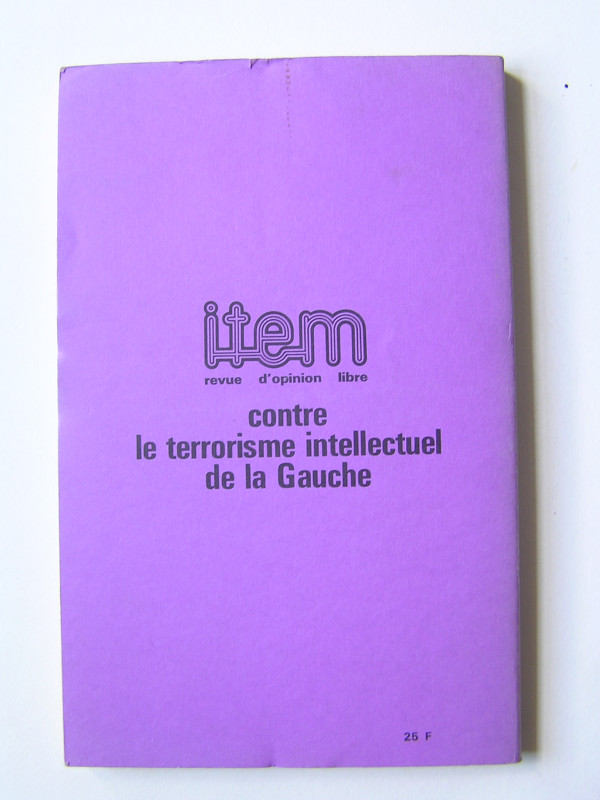 item
revue d'opinion libre
contre
le terrorisme intellectuel
de la Gauche
25 F